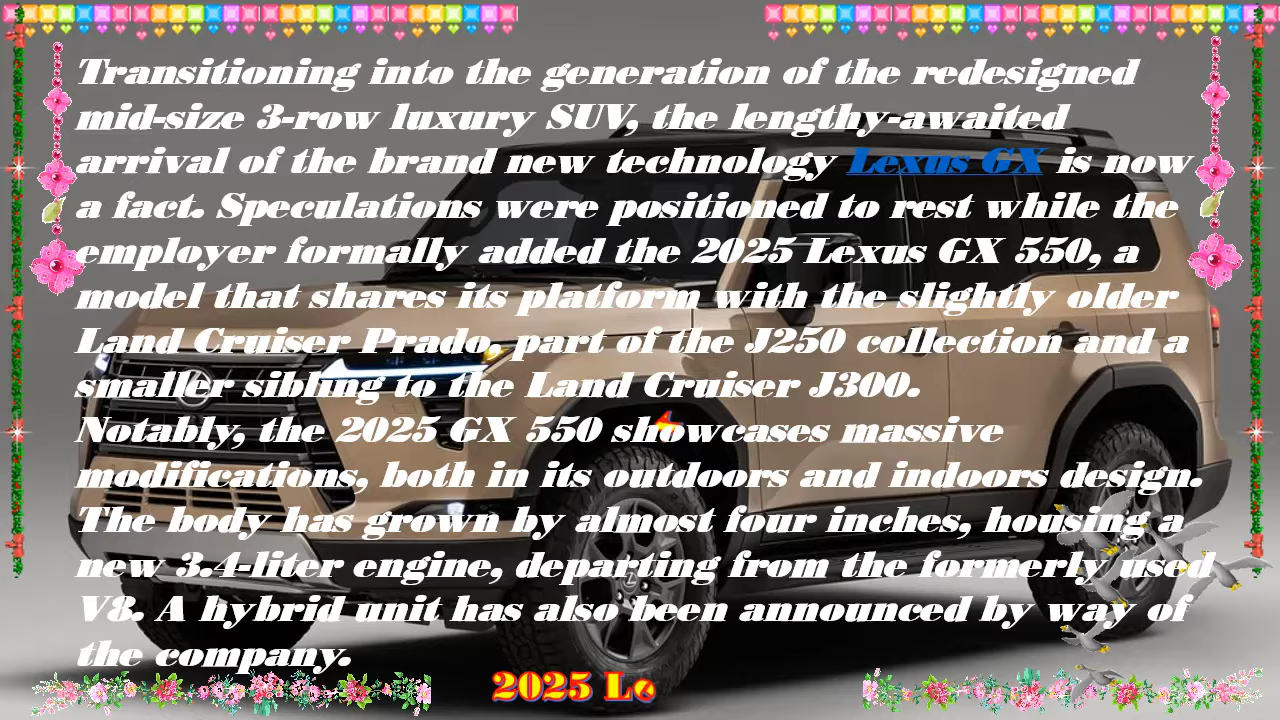 Transitioning into the generation of the redesigned
mid-size 3-row luxury SUV, the lengthy-awaited
arrival of the brand new technology Lexus GX is now
a fact. Speculations were positioned to rest while the
employer formally added the 2025 Lexus GX 550, a
model that shares its platform with the slightly older
Land Cruiser Prado, part of the J250 collection and a
smaller sibling to the Land Cruiser J300.
Notably, the 2025 GX 550 showcases massive
modifications, both in its outdoors and indoors design.
The body has grown by almost four inches, housing a
new 3.4-liter engine, departing from the formerly used
V8. A hybrid unit has also been announced by way of
the company.
2025 Le